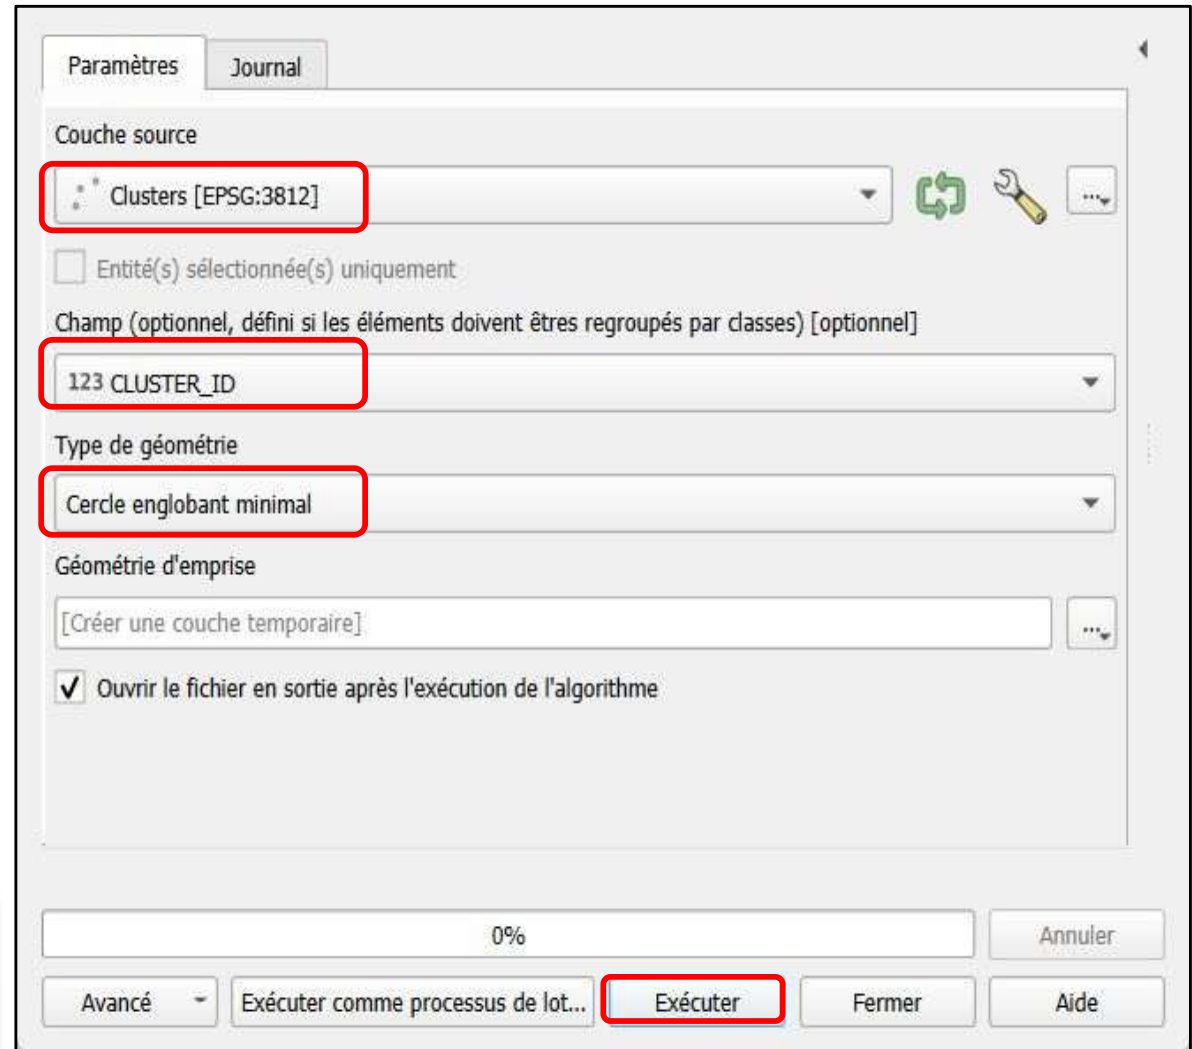 Paramètres
Journal
Couche source
Clusters [EPSG:3812]
...
Entité(s) sélectionnée(s) uniquement
Champ (optionnel, défini si les éléments doivent êtres regroupés par classes) [optionnel]
123 CLUSTER_ID
Type de géométrie
Cercle englobant minimal
Géométrie d'emprise
[Créer une couche temporaire]
...
Ouvrir le fichier en sortie après l'exécution de l'algorithme
0%
Annuler
Avancé
Exécuter comme processus de lot...
Exécuter
Fermer
Aide